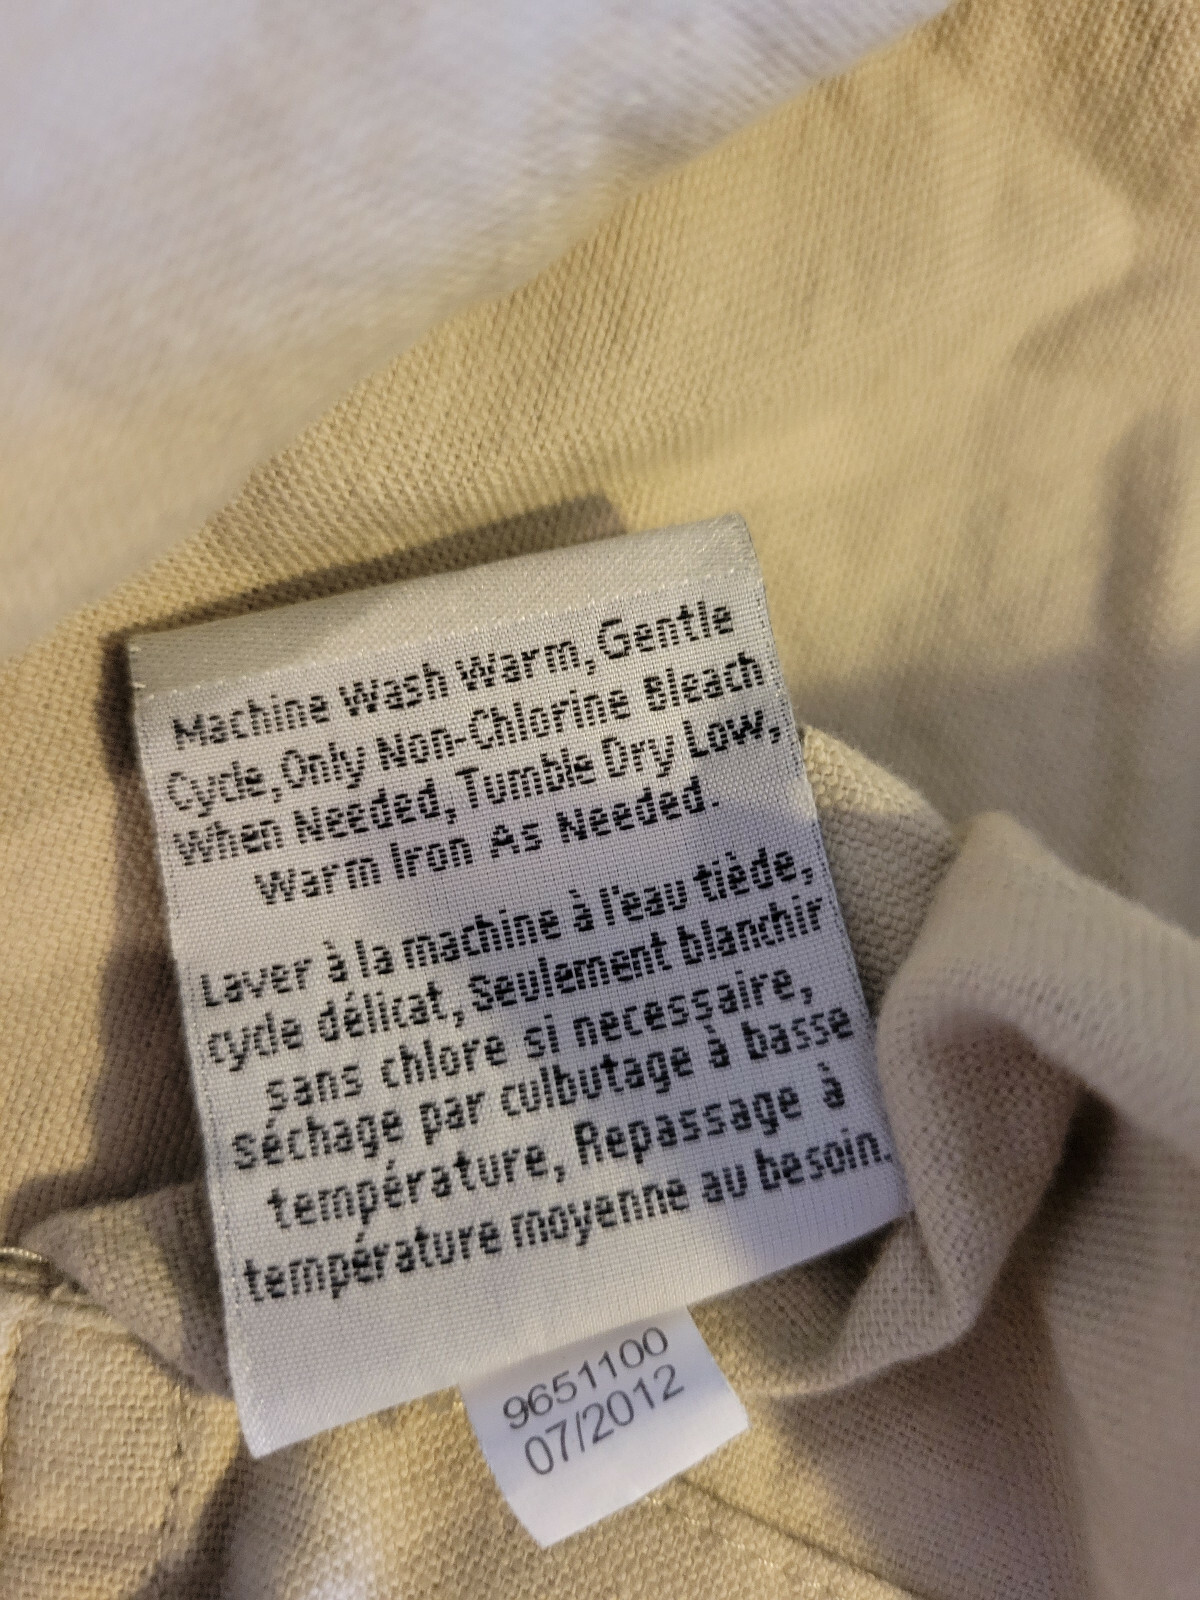 Machine Wash Warm, Gentle
Cycle, Only Non-Chlorine Bleach
When Needed, Tumble Dry Low,
Warm Iron As Needed.
Laver à la machine à l'eau tiède,
cycle délicat, Seulement blanchir
sans chlore si necessaire,
séchage par culbutage à basse
température, Repassage à
température moyenne au besoin.
9651100
07/2012